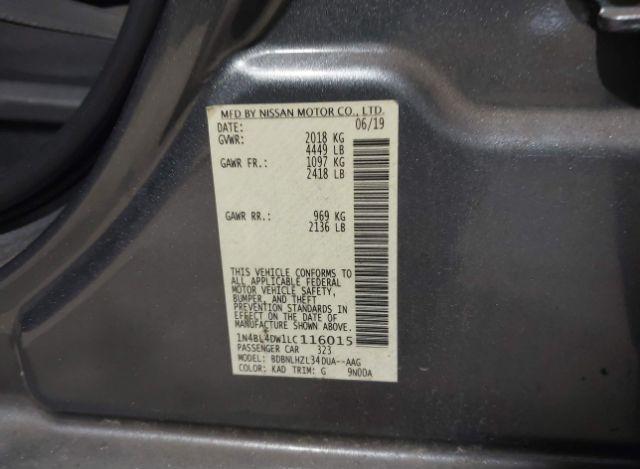 MFD BY NISSAN MOTOR CO., LTD.
DATE: 06/19
GVWR: 2018 KG
4449 LB
GAWR FR.: 1097 KG
2418 LB
GAWR RR.: 969 KG
2136 LB
THIS VEHICLE CONFORMS TO
ALL APPLICABLE FEDERAL
MOTOR VEHICLE SAFETY,
BUMPER, AND THEFT
PREVENTION STANDARDS IN
EFFECT ON THE DATE OF
MANUFACTURE SHOWN ABOVE.
1N4BL4DW1LC116015
PASSENGER CAR 323
MODEL: BDBNLHZL34DUA--AAG
COLOR: KAD TRIM: G 9N0DA